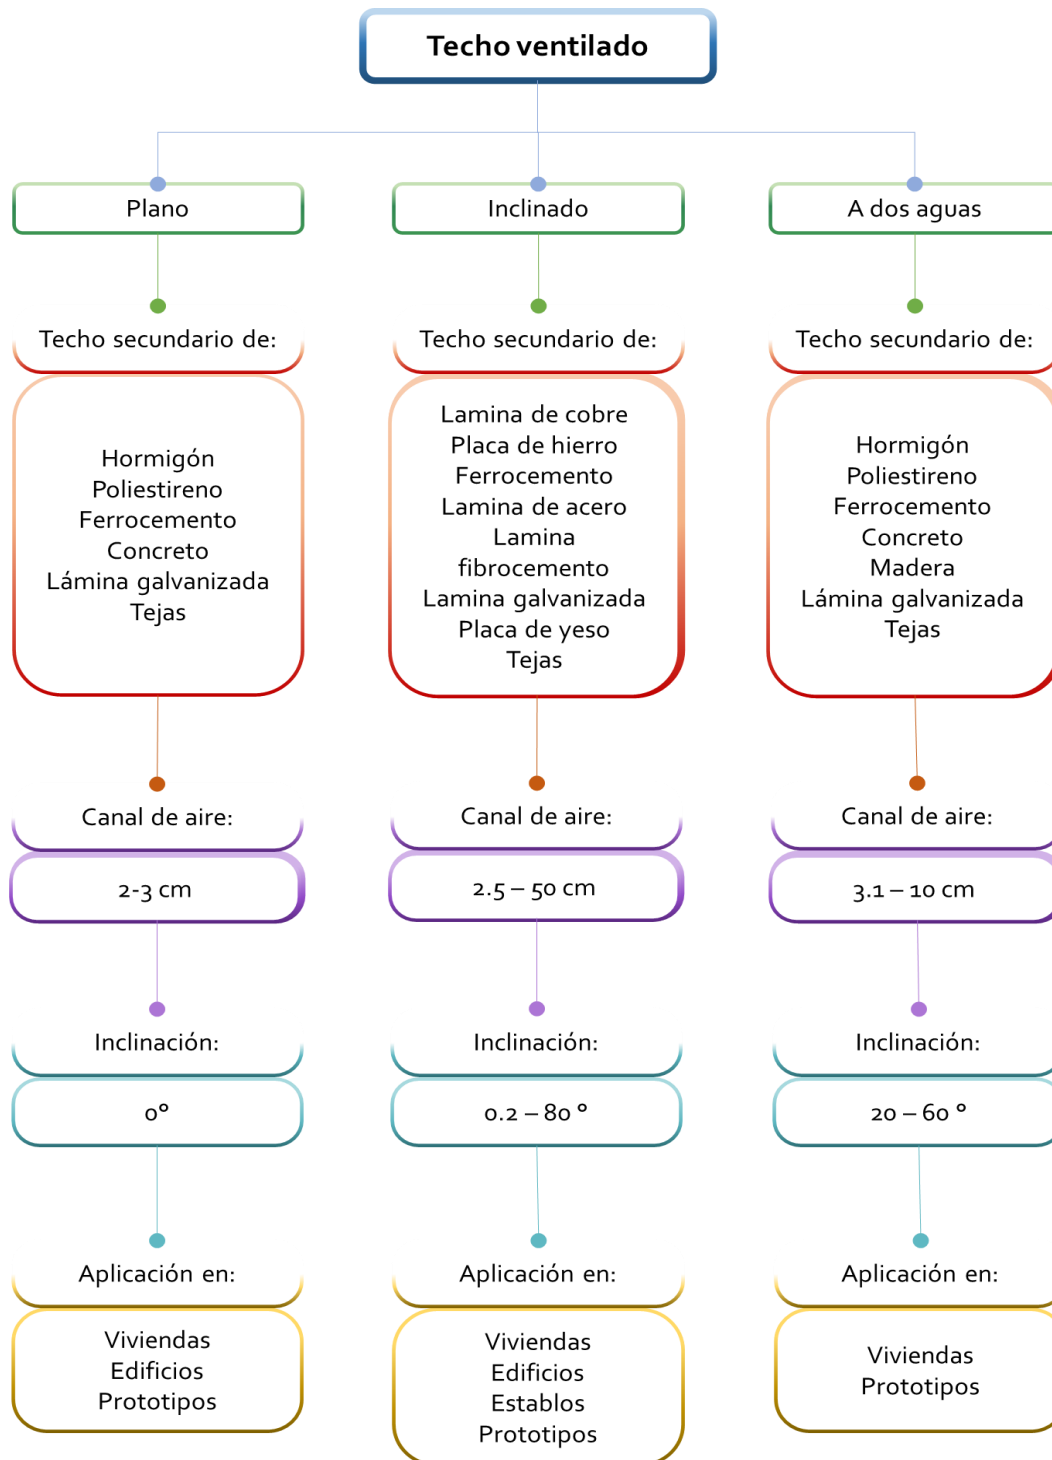 Techo ventilado
Plano
Techo secundario de:
Hormigón
Poliestireno
Ferrocemento
Concreto
Lámina galvanizada
Tejas
Canal de aire:
2-3 cm
Inclinación:
0°
Aplicación en:
Viviendas
Edificios
Prototipos
Inclinado
Techo secundario de:
Lamina de cobre
Placa de hierro
Ferrocemento
Lamina de acero
Lamina
fibrocemento
Lamina galvanizada
Placa de yeso
Tejas
Canal de aire:
2.5 – 50 cm
Inclinación:
0.2 – 80 °
Aplicación en:
Viviendas
Edificios
Establos
Prototipos
A dos aguas
Techo secundario de:
Hormigón
Poliestireno
Ferrocemento
Concreto
Madera
Lámina galvanizada
Tejas
Canal de aire:
3.1 – 10 cm
Inclinación:
20 – 60 °
Aplicación en:
Viviendas
Prototipos